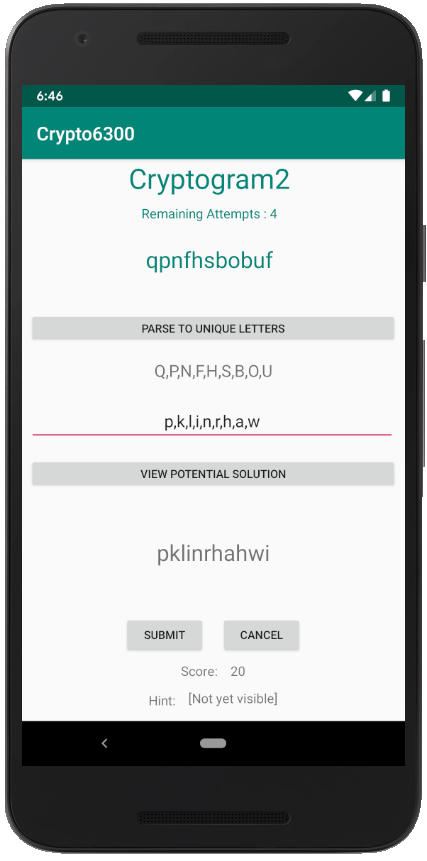 6:46
Crypto6300
Cryptogram2
Remaining Attempts : 4
qpnfhsbobuf
PARSE TO UNIQUE LETTERS
Q,P,N,F,H,S,B,O,U
p,k,l,i,n,r,h,a,w
VIEW POTENTIAL SOLUTION
pklinrhahwi
SUBMIT CANCEL
Score: 20
Hint: [Not yet visible]